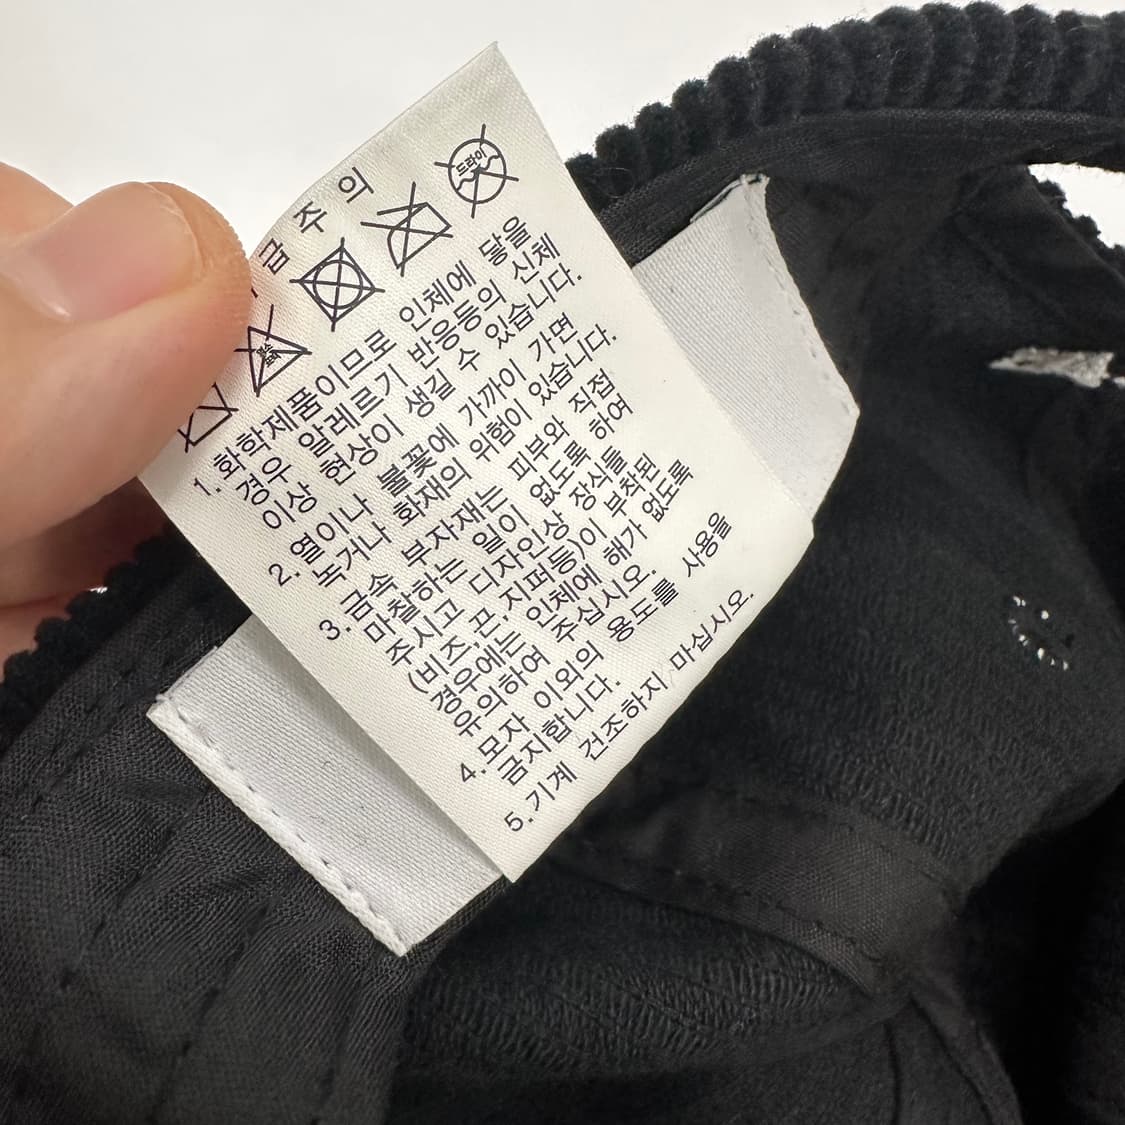 급 주 의
드라이
염소
표백
1. 화학제품이므로 인체에 닿을
경우 알레르기 반응등의 신체
이상 현상이 생길 수 있습니다.
2. 열이나 불꽃에 가까이 가면
녹거나 화재의 위험이 있습니다.
3. 금속 부자재는 피부와 직접
마찰하는 일이 없도록 하여
주시고 디자인상 장식들
(비즈,끈,지퍼등)이 부착된
경우에는 인체에 해가 없도록
유의하여 주십시오.
4. 모자 이외의 용도를 사용을
금지합니다.
5. 기계 건조하지 마십시오.